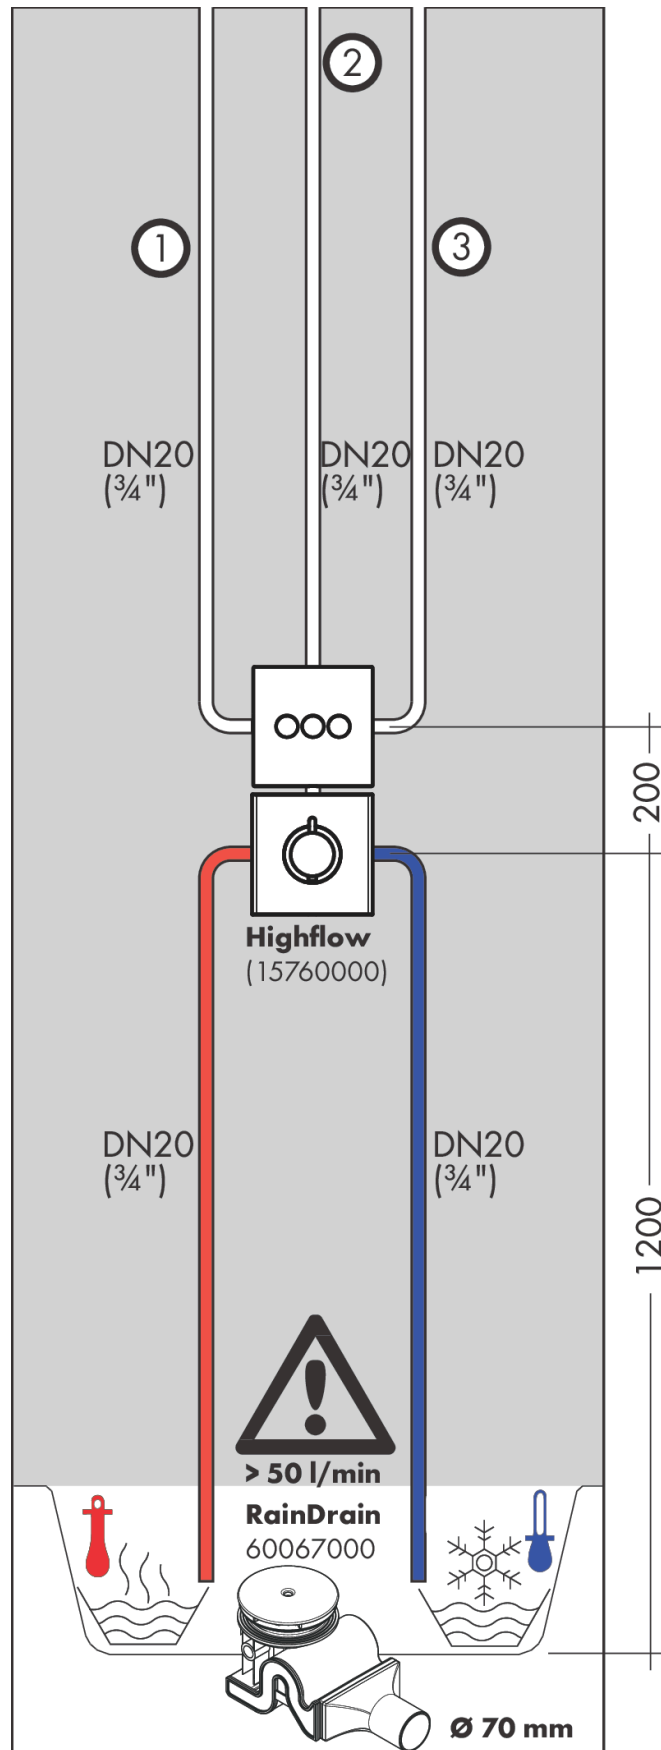 2
1
3
DN20
(¾")
DN20
(¾")
DN20
(¾")
200
Highflow
(15760000)
DN20
(¾")
DN20
(¾")
1200
> 50 l/min
RainDrain
60067000
Ø 70 mm